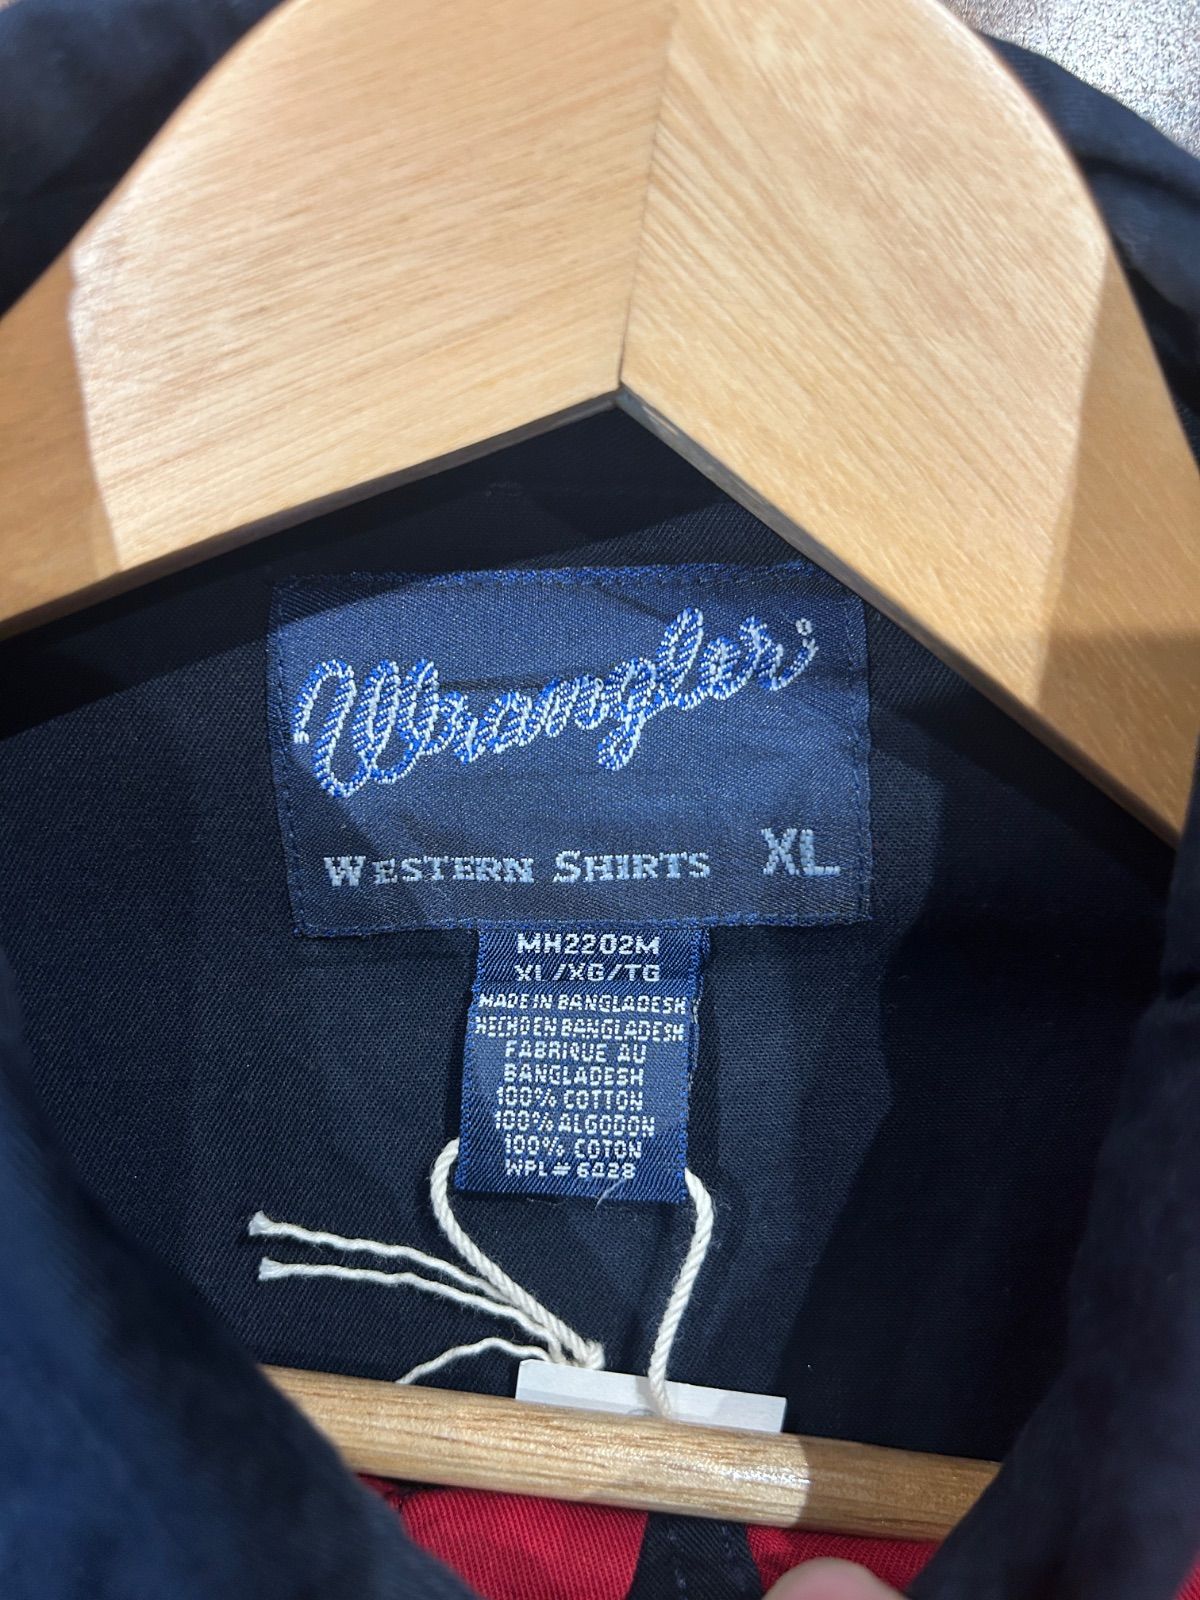 Wrangler®
WESTERN SHIRTS XL
MH2202M
XL/XG/TG
MADE IN BANGLADESH
HECHO EN BANGLADESH
FABRIQUE AU
BANGLADESH
100% COTTON
100% ALGODON
100% COTON
WPL# 6428